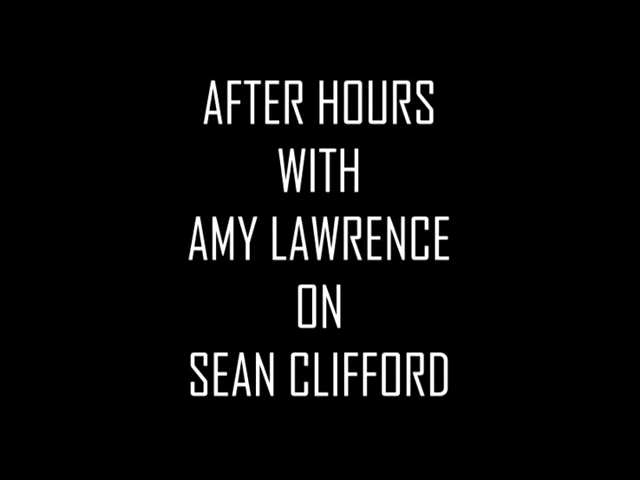 AFTER HOURS
WITH
AMY LAWRENCE
ON
SEAN CLIFFORD